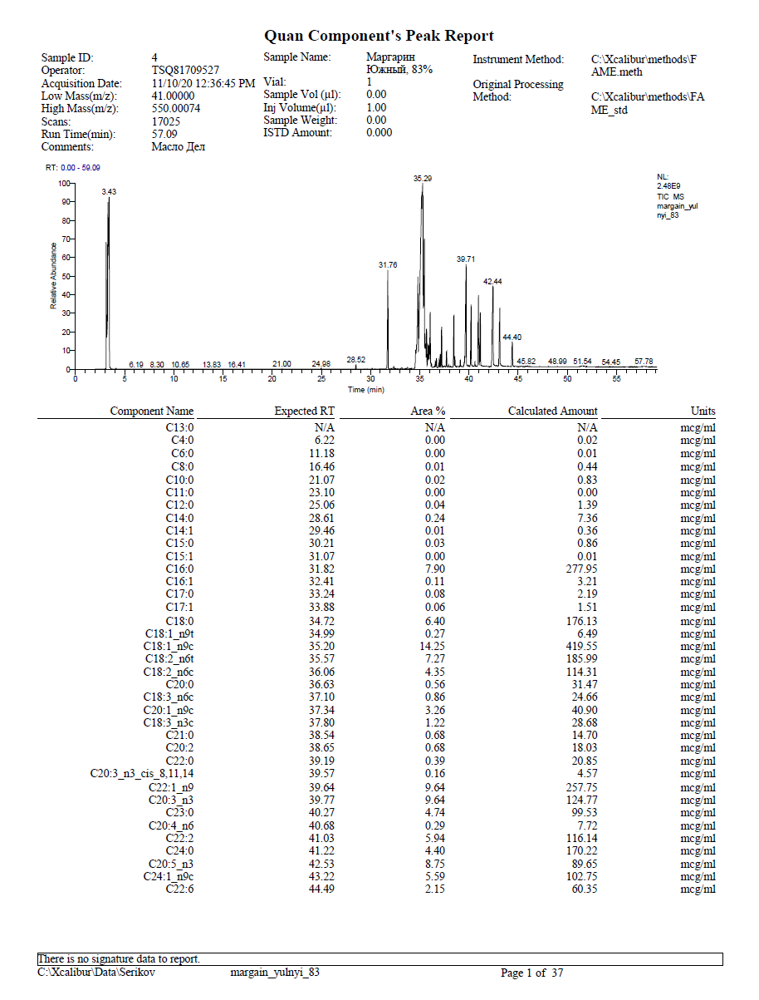 Quan Component's Peak Report
Sample ID: 4
Operator: TSQ81709527
Acquisition Date: 11/10/20 12:36:45 PM
Low Mass(m/z): 41.00000
High Mass(m/z): 550.00074
Scans: 17025
Run Time(min): 57.09
Comments: Масло Дел
Sample Name: Маргарин
Южный, 83%
Vial: 1
Sample Vol (µl): 0.00
Inj Volume(µl): 1.00
Sample Weight: 0.00
ISTD Amount: 0.000
Instrument Method: C:\Xcalibur\methods\F
AME.meth
Original Processing
Method: C:\Xcalibur\methods\FA
ME_std
RT: 0.00 - 59.09
NL:
2.48E9
TIC MS
margain_yul
nyi_83
Relative Abundance
100
90
80
70
60
50
40
30
20
10
0
3.43
6.19 8.30 10.65 13.83 16.41 21.00 24.98 28.52
31.76
35.29
39.71
42.44
44.40
45.82 48.99 51.54 54.45 57.78
0 5 10 15 20 25 30 35 40 45 50 55
Time (min)
Component Name Expected RT Area % Calculated Amount Units
C13:0 N/A N/A N/A mcg/ml
C4:0 6.22 0.00 0.02 mcg/ml
C6:0 11.18 0.00 0.01 mcg/ml
C8:0 16.46 0.01 0.44 mcg/ml
C10:0 21.07 0.02 0.83 mcg/ml
C11:0 23.10 0.00 0.00 mcg/ml
C12:0 25.06 0.04 1.39 mcg/ml
C14:0 28.61 0.24 7.36 mcg/ml
C14:1 29.46 0.01 0.36 mcg/ml
C15:0 30.21 0.03 0.86 mcg/ml
C15:1 31.07 0.00 0.01 mcg/ml
C16:0 31.82 7.90 277.95 mcg/ml
C16:1 32.41 0.11 3.21 mcg/ml
C17:0 33.24 0.08 2.19 mcg/ml
C17:1 33.88 0.06 1.51 mcg/ml
C18:0 34.72 6.40 176.13 mcg/ml
C18:1_n9t 34.99 0.27 6.49 mcg/ml
C18:1_n9c 35.20 14.25 419.55 mcg/ml
C18:2_n6t 35.57 7.27 185.99 mcg/ml
C18:2_n6c 36.06 4.35 114.31 mcg/ml
C20:0 36.63 0.56 31.47 mcg/ml
C18:3_n6c 37.10 0.86 24.66 mcg/ml
C20:1_n9c 37.34 3.26 40.90 mcg/ml
C18:3_n3c 37.80 1.22 28.68 mcg/ml
C21:0 38.54 0.68 14.70 mcg/ml
C20:2 38.65 0.68 18.03 mcg/ml
C22:0 39.19 0.39 20.85 mcg/ml
C20:3_n3_cis_8,11,14 39.57 0.16 4.57 mcg/ml
C22:1_n9 39.64 9.64 257.75 mcg/ml
C20:3_n3 39.77 9.64 124.77 mcg/ml
C23:0 40.27 4.74 99.53 mcg/ml
C20:4_n6 40.68 0.29 7.72 mcg/ml
C22:2 41.03 5.94 116.14 mcg/ml
C24:0 41.22 4.40 170.22 mcg/ml
C20:5_n3 42.53 8.75 89.65 mcg/ml
C24:1_n9c 43.22 5.59 102.75 mcg/ml
C22:6 44.49 2.15 60.35 mcg/ml
There is no signature data to report.
C:\Xcalibur\Data\Serikov margain_yulnyi_83 Page 1 of 37